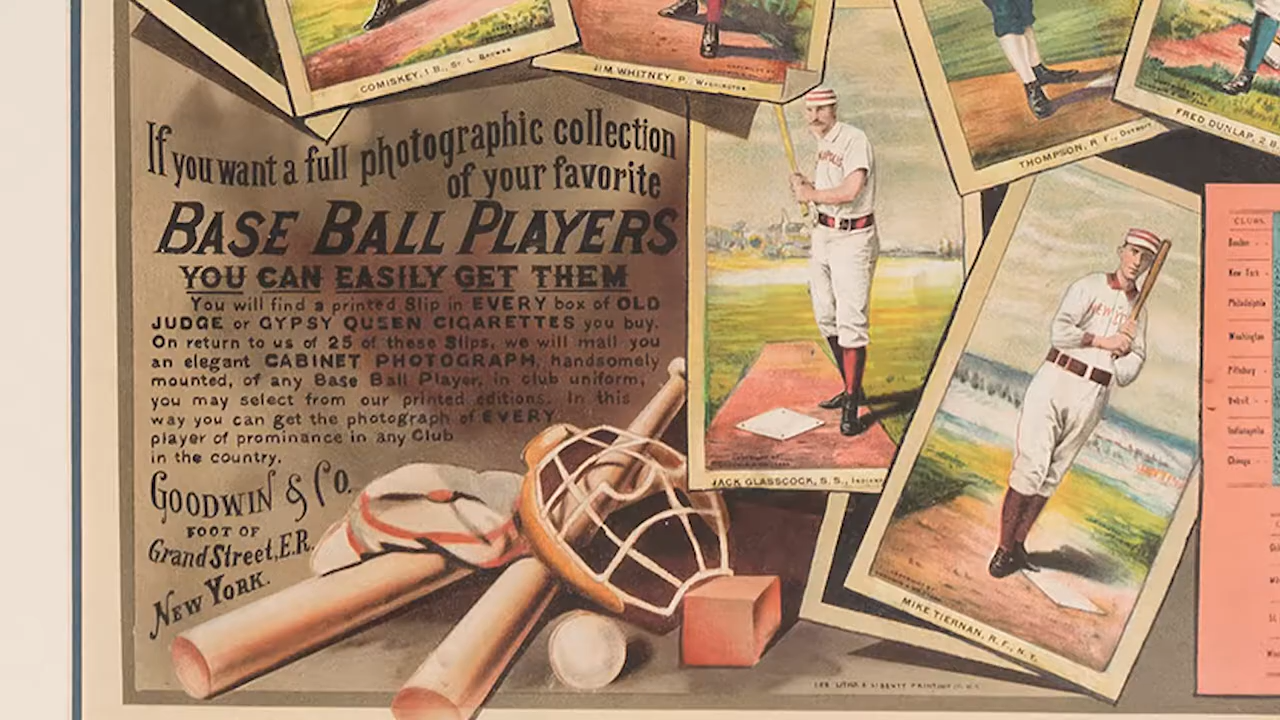 COMISKEY, 1 B., St. L. Browns
JIM WHITNEY, P., Washington
THOMPSON, R. F., Detroit
FRED DUNLAP, 2 B.
If you want a full photographic collection
of your favorite
BASE BALL PLAYERS
YOU CAN EASILY GET THEM
You will find a printed Slip in EVERY box of OLD
JUDGE or GYPSY QUEEN CIGARETTES you buy.
On return to us of 25 of these Slips, we will mail you
an elegant CABINET PHOTOGRAPH, handsomely
mounted, of any Base Ball Player, in club uniform,
you may select from our printed editions. In this
way you can get the photograph of EVERY
player of prominance in any Club
in the country.
GOODWIN & Co.
FOOT OF
Grand Street, E.R.
NEW YORK.
JACK GLASSCOCK, S. S., Indiana
NEW YO
MIKE TIERNAN, R. F., N.Y.
CLUBS.
Boston
New York
Philadelphia
Washington
Pittsburg
Detroit
Indianapolis
Chicago